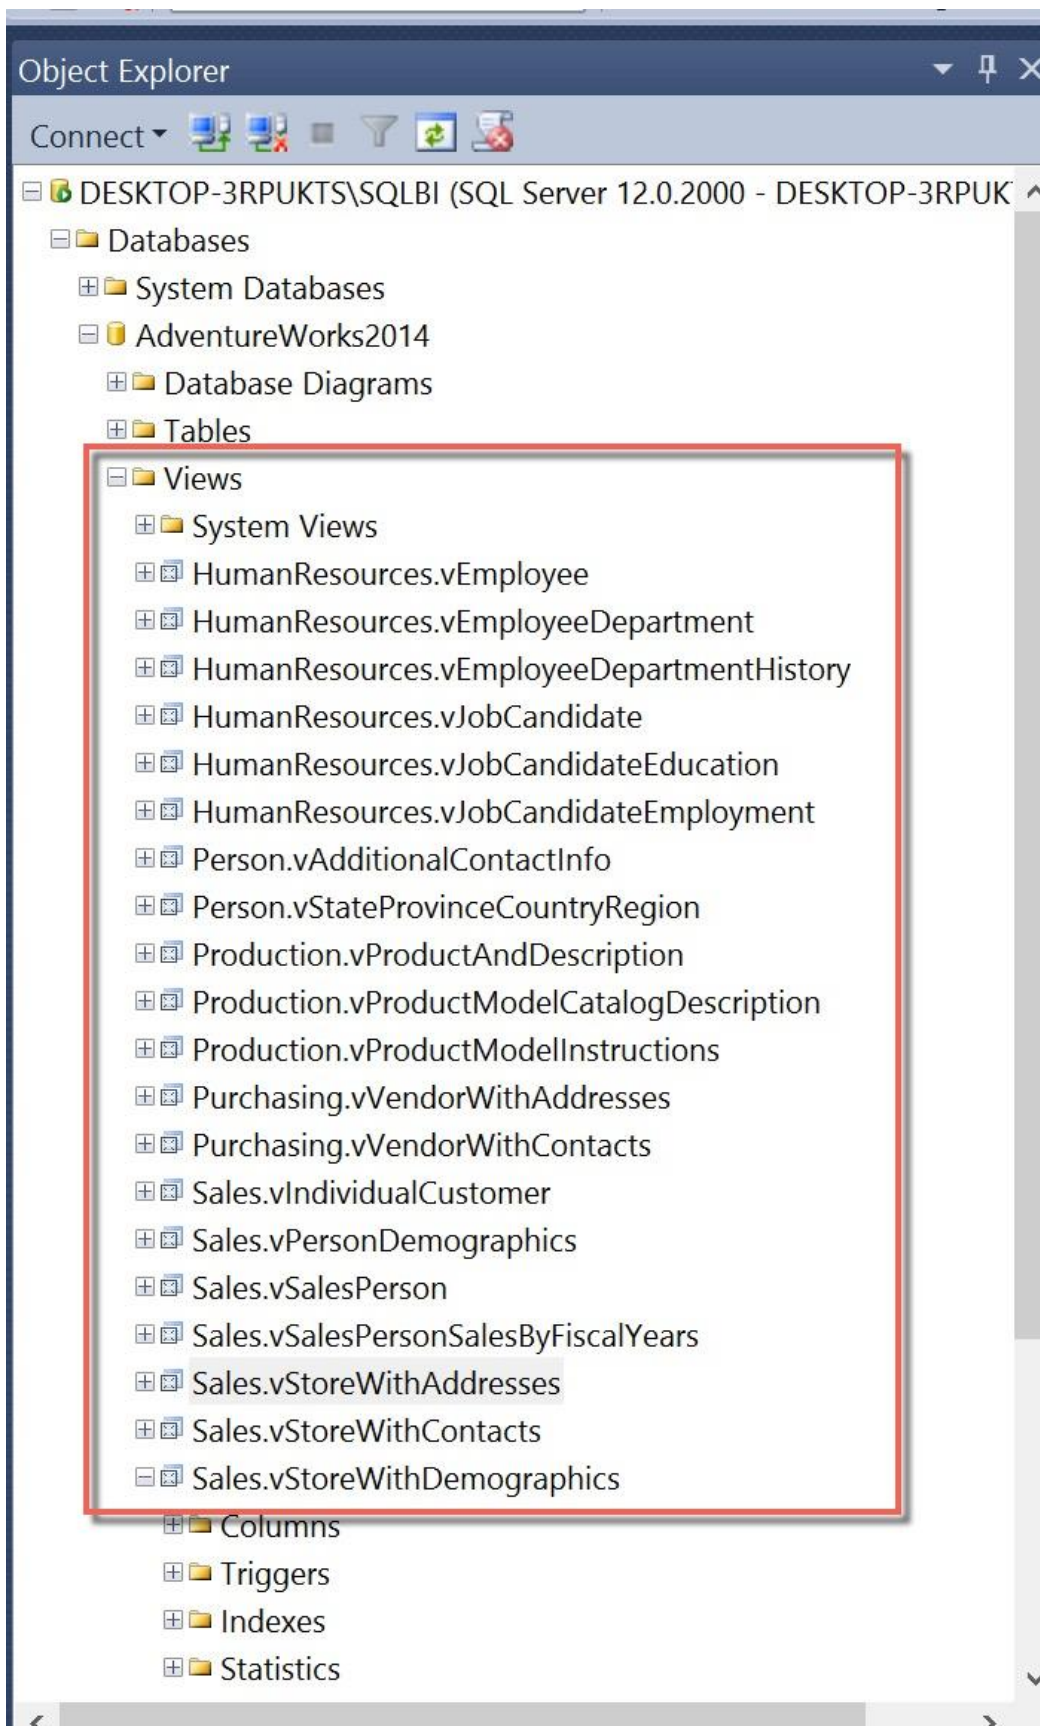 Object Explorer
Connect
DESKTOP-3RPUKTS\SQLBI (SQL Server 12.0.2000 - DESKTOP-3RPUK
Databases
System Databases
AdventureWorks2014
Database Diagrams
Tables
Views
System Views
HumanResources.vEmployee
HumanResources.vEmployeeDepartment
HumanResources.vEmployeeDepartmentHistory
HumanResources.vJobCandidate
HumanResources.vJobCandidateEducation
HumanResources.vJobCandidateEmployment
Person.vAdditionalContactInfo
Person.vStateProvinceCountryRegion
Production.vProductAndDescription
Production.vProductModelCatalogDescription
Production.vProductModelInstructions
Purchasing.vVendorWithAddresses
Purchasing.vVendorWithContacts
Sales.vIndividualCustomer
Sales.vPersonDemographics
Sales.vSalesPerson
Sales.vSalesPersonSalesByFiscalYears
Sales.vStoreWithAddresses
Sales.vStoreWithContacts
Sales.vStoreWithDemographics
Columns
Triggers
Indexes
Statistics